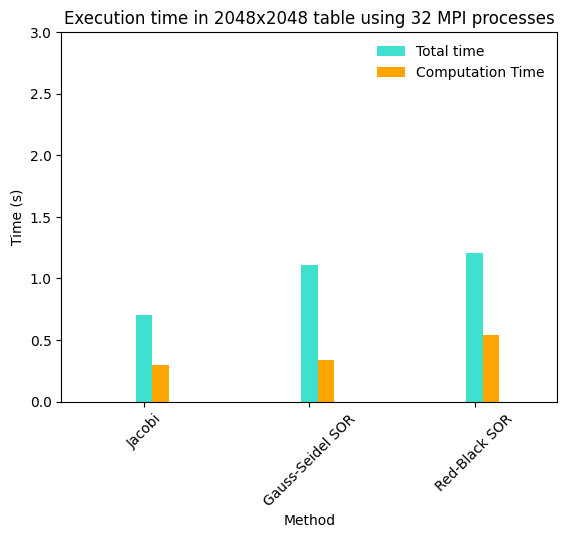 Execution time in 2048x2048 table using 32 MPI processes
Total time
Computation Time
3.0
2.5
2.0
1.5
1.0
0.5
0.0
Time (s)
Jacobi
Gauss-Seidel SOR
Red-Black SOR
Method